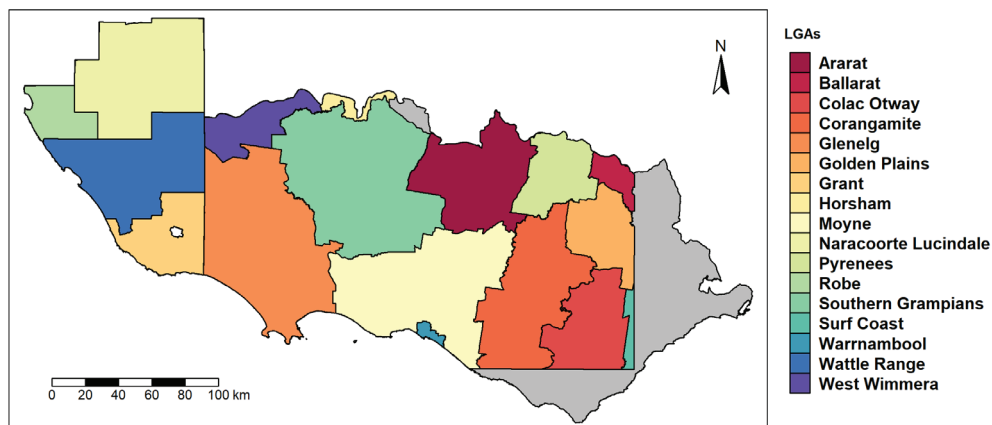 LGAs
N
Ararat
Ballarat
Colac Otway
Corangamite
Glenelg
Golden Plains
Grant
Horsham
Moyne
Naracoorte Lucindale
Pyrenees
Robe
Southern Grampians
Surf Coast
Warrnambool
Wattle Range
West Wimmera
0 20 40 60 80 100 km